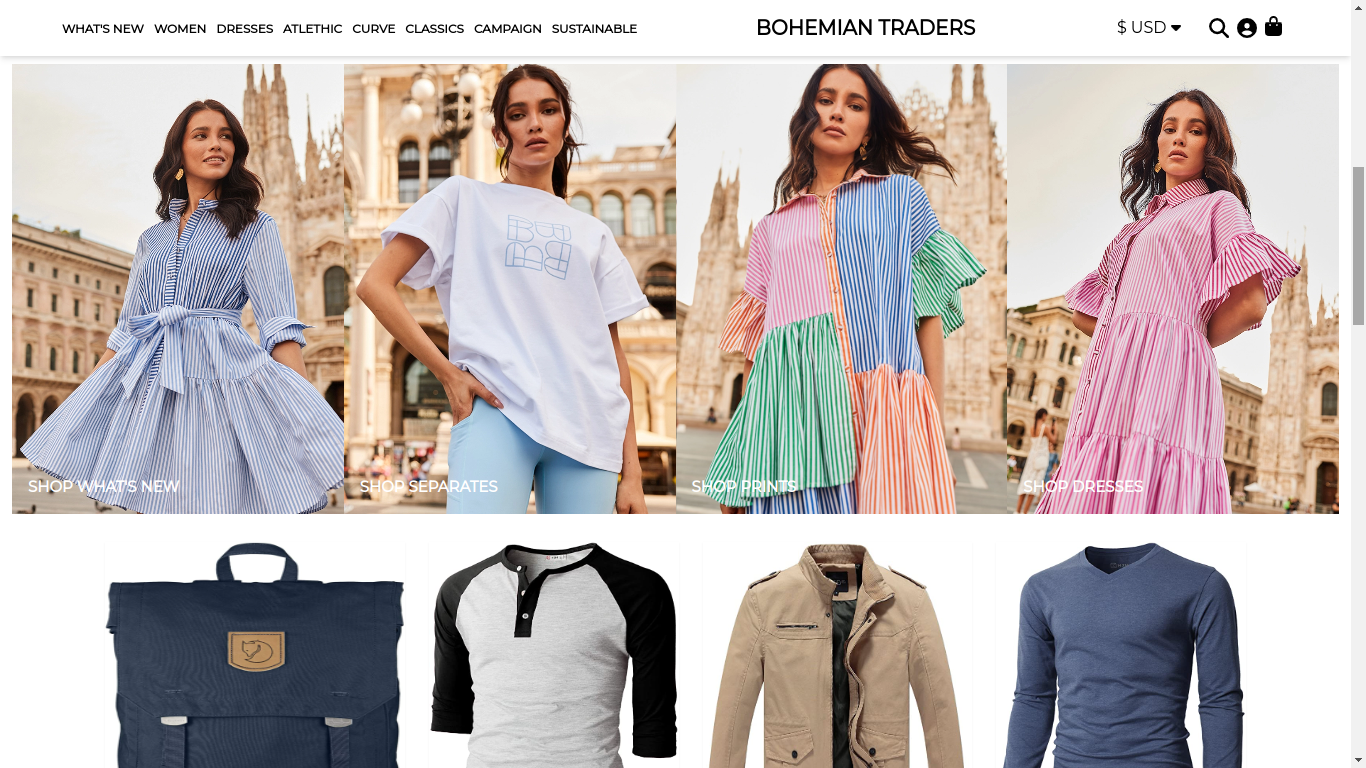 WHAT'S NEW WOMEN DRESSES ATLETHIC CURVE CLASSICS CAMPAIGN SUSTAINABLE
BOHEMIAN TRADERS
$ USD
SHOP WHAT'S NEW
SHOP SEPARATES
SHOP PRINTS
SHOP DRESSES